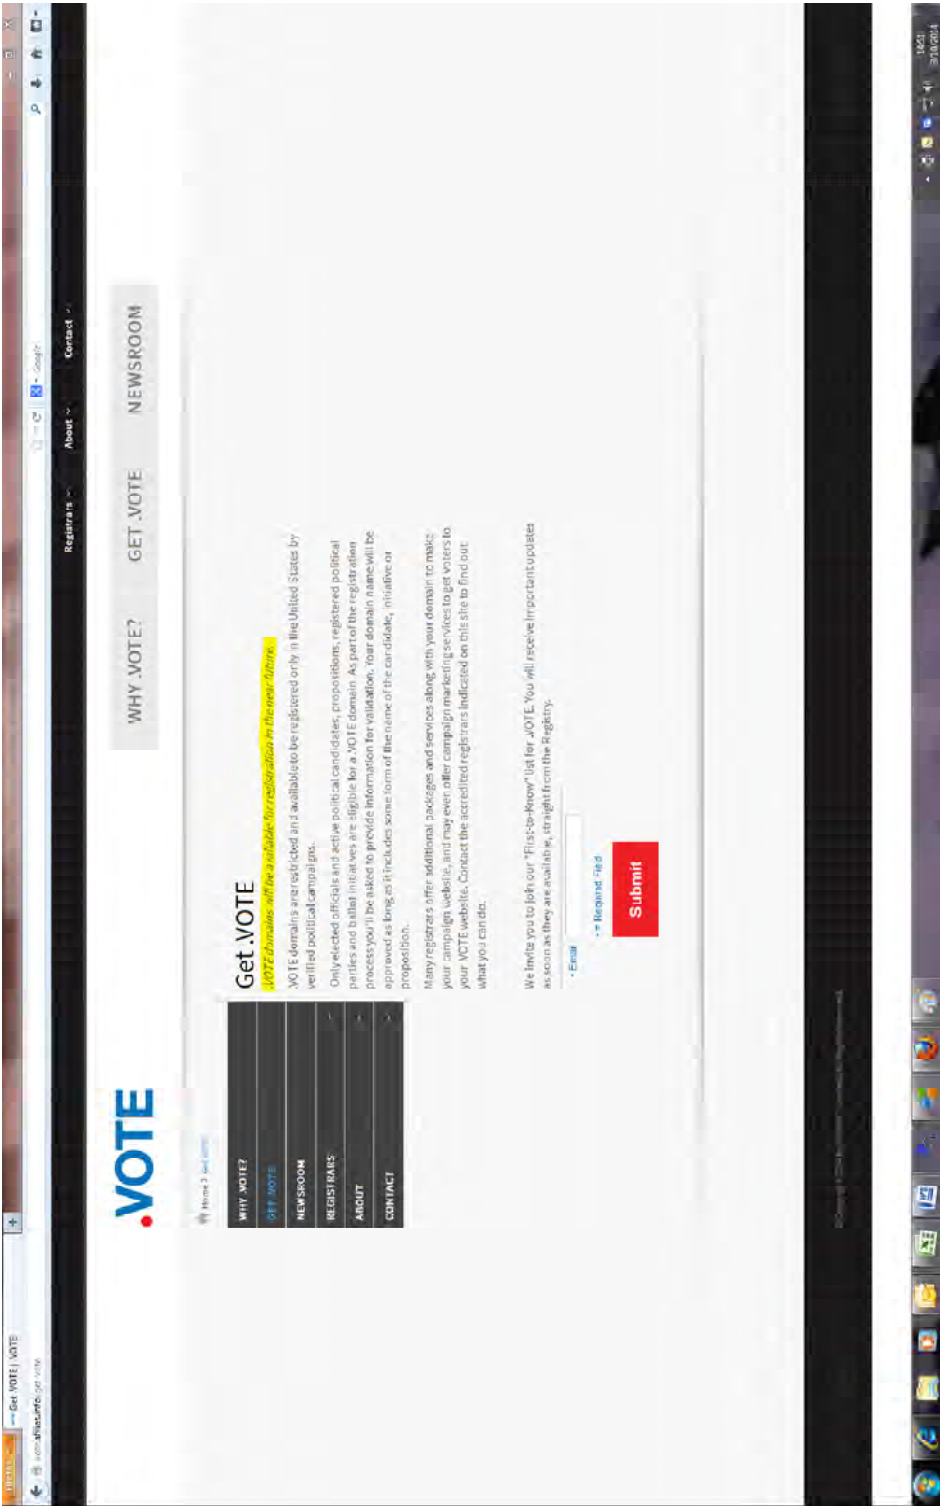 Get .VOTE | .VOTE
Google
Registrars
About
Contact
.VOTE
WHY .VOTE?
GET .VOTE
NEWSROOM
Home > Get .VOTE
WHY .VOTE?
GET .VOTE
NEWSROOM
REGISTRARS
ABOUT
CONTACT
Get .VOTE
.VOTE domains will be available for registration in the near future.
.VOTE domains are restricted and available to be registered only in the United States by
verified political campaigns.
Only elected officials and active political candidates, propositions, registered political
parties and ballot initiatives are eligible for a .VOTE domain. As part of the registration
process you'll be asked to provide information for validation. Your domain name will be
approved as long as it includes some form of the name of the candidate, initiative or
proposition.
Many registrars offer additional packages and services along with your domain to make
your campaign website, and may even offer campaign marketing services to get voters to
your .VOTE website. Contact the accredited registrars indicated on this site to find out
what you can do.
We invite you to join our "First-to-Know" list for .VOTE. You will receive important updates
as soon as they are available, straight from the Registry.
* Email
* = Required Field
Submit
14:51
3/10/2014